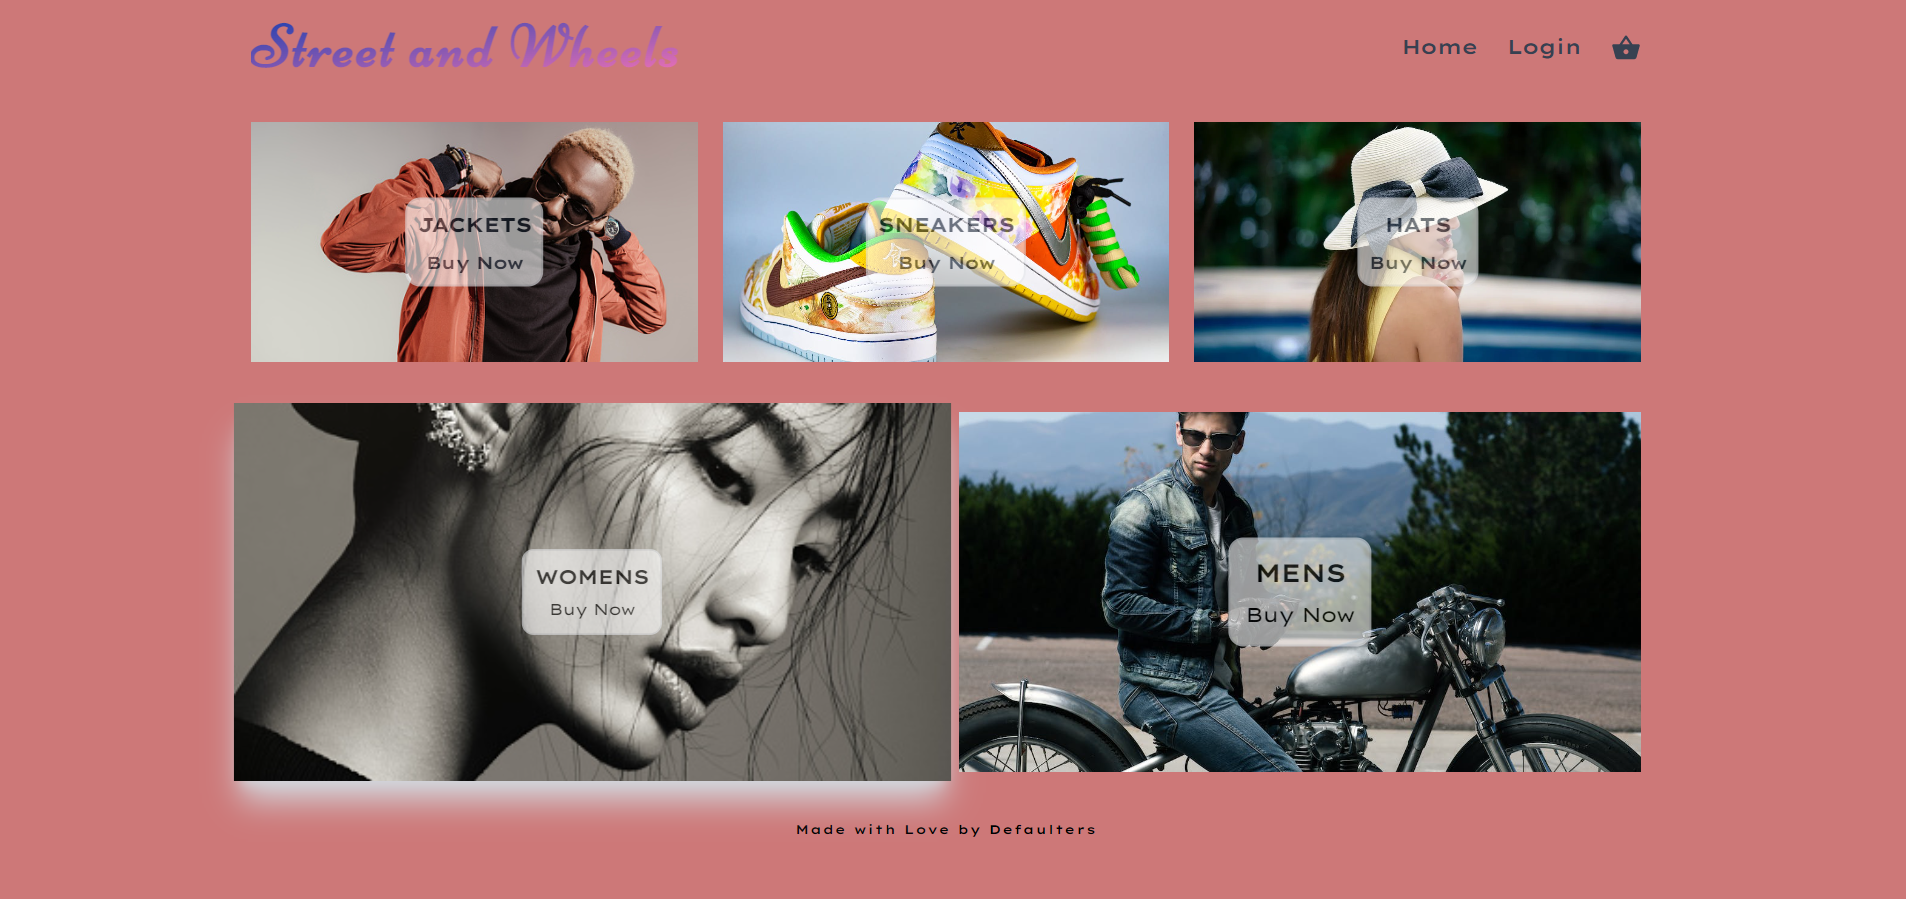 Street and Wheels
Home Login
JACKETS
Buy Now
SNEAKERS
Buy Now
HATS
Buy Now
WOMENS
Buy Now
MENS
Buy Now
Made with Love by Defaulters